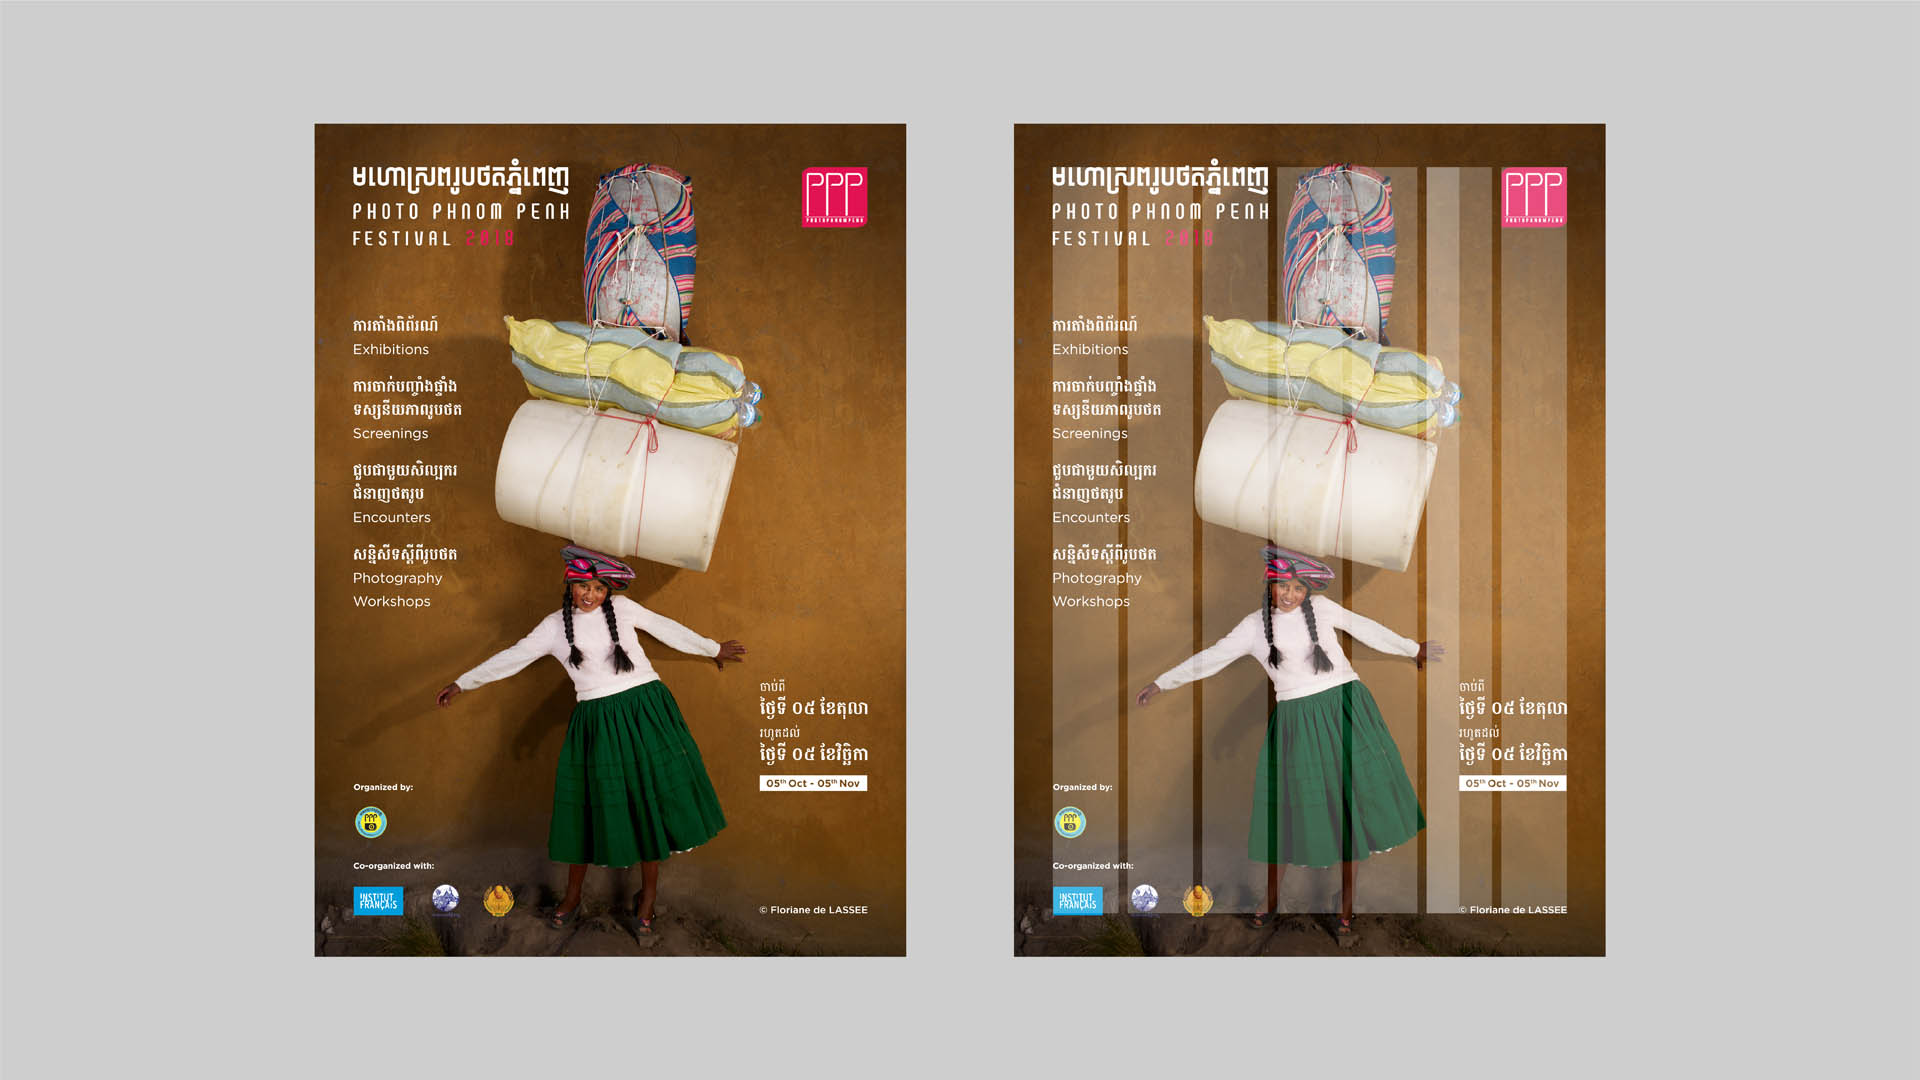 មហោស្រពរូបថតភ្នំពេញ
PHOTO PHNOM PENH
FESTIVAL 2018
PPP
PHOTOPHNOMPENH
ការតាំងពិព័រណ៍
Exhibitions
ការចាក់បញ្ចាំងផ្ទាំង
ទស្សនីយភាពរូបថត
Screenings
ជួបជាមួយសិល្បករ
ជំនាញថតរូប
Encounters
សន្និសីទស្តីពីរូបថត
Photography
Workshops
ចាប់ពី
ថ្ងៃទី ០៥ ខែតុលា
រហូតដល់
ថ្ងៃទី ០៥ ខែវិច្ឆិកា
05th Oct - 05th Nov
Organized by:
PPP
Co-organized with:
INSTITUT
FRANÇAIS
© Floriane de LASSEE
មហោស្រពរូបថតភ្នំពេញ
PHOTO PHNOM PENH
FESTIVAL 2018
PPP
PHOTOPHNOMPENH
ការតាំងពិព័រណ៍
Exhibitions
ការចាក់បញ្ចាំងផ្ទាំង
ទស្សនីយភាពរូបថត
Screenings
ជួបជាមួយសិល្បករ
ជំនាញថតរូប
Encounters
សន្និសីទស្តីពីរូបថត
Photography
Workshops
ចាប់ពី
ថ្ងៃទី ០៥ ខែតុលា
រហូតដល់
ថ្ងៃទី ០៥ ខែវិច្ឆិកា
05th Oct - 05th Nov
Organized by:
PPP
Co-organized with:
INSTITUT
FRANÇAIS
© Floriane de LASSEE